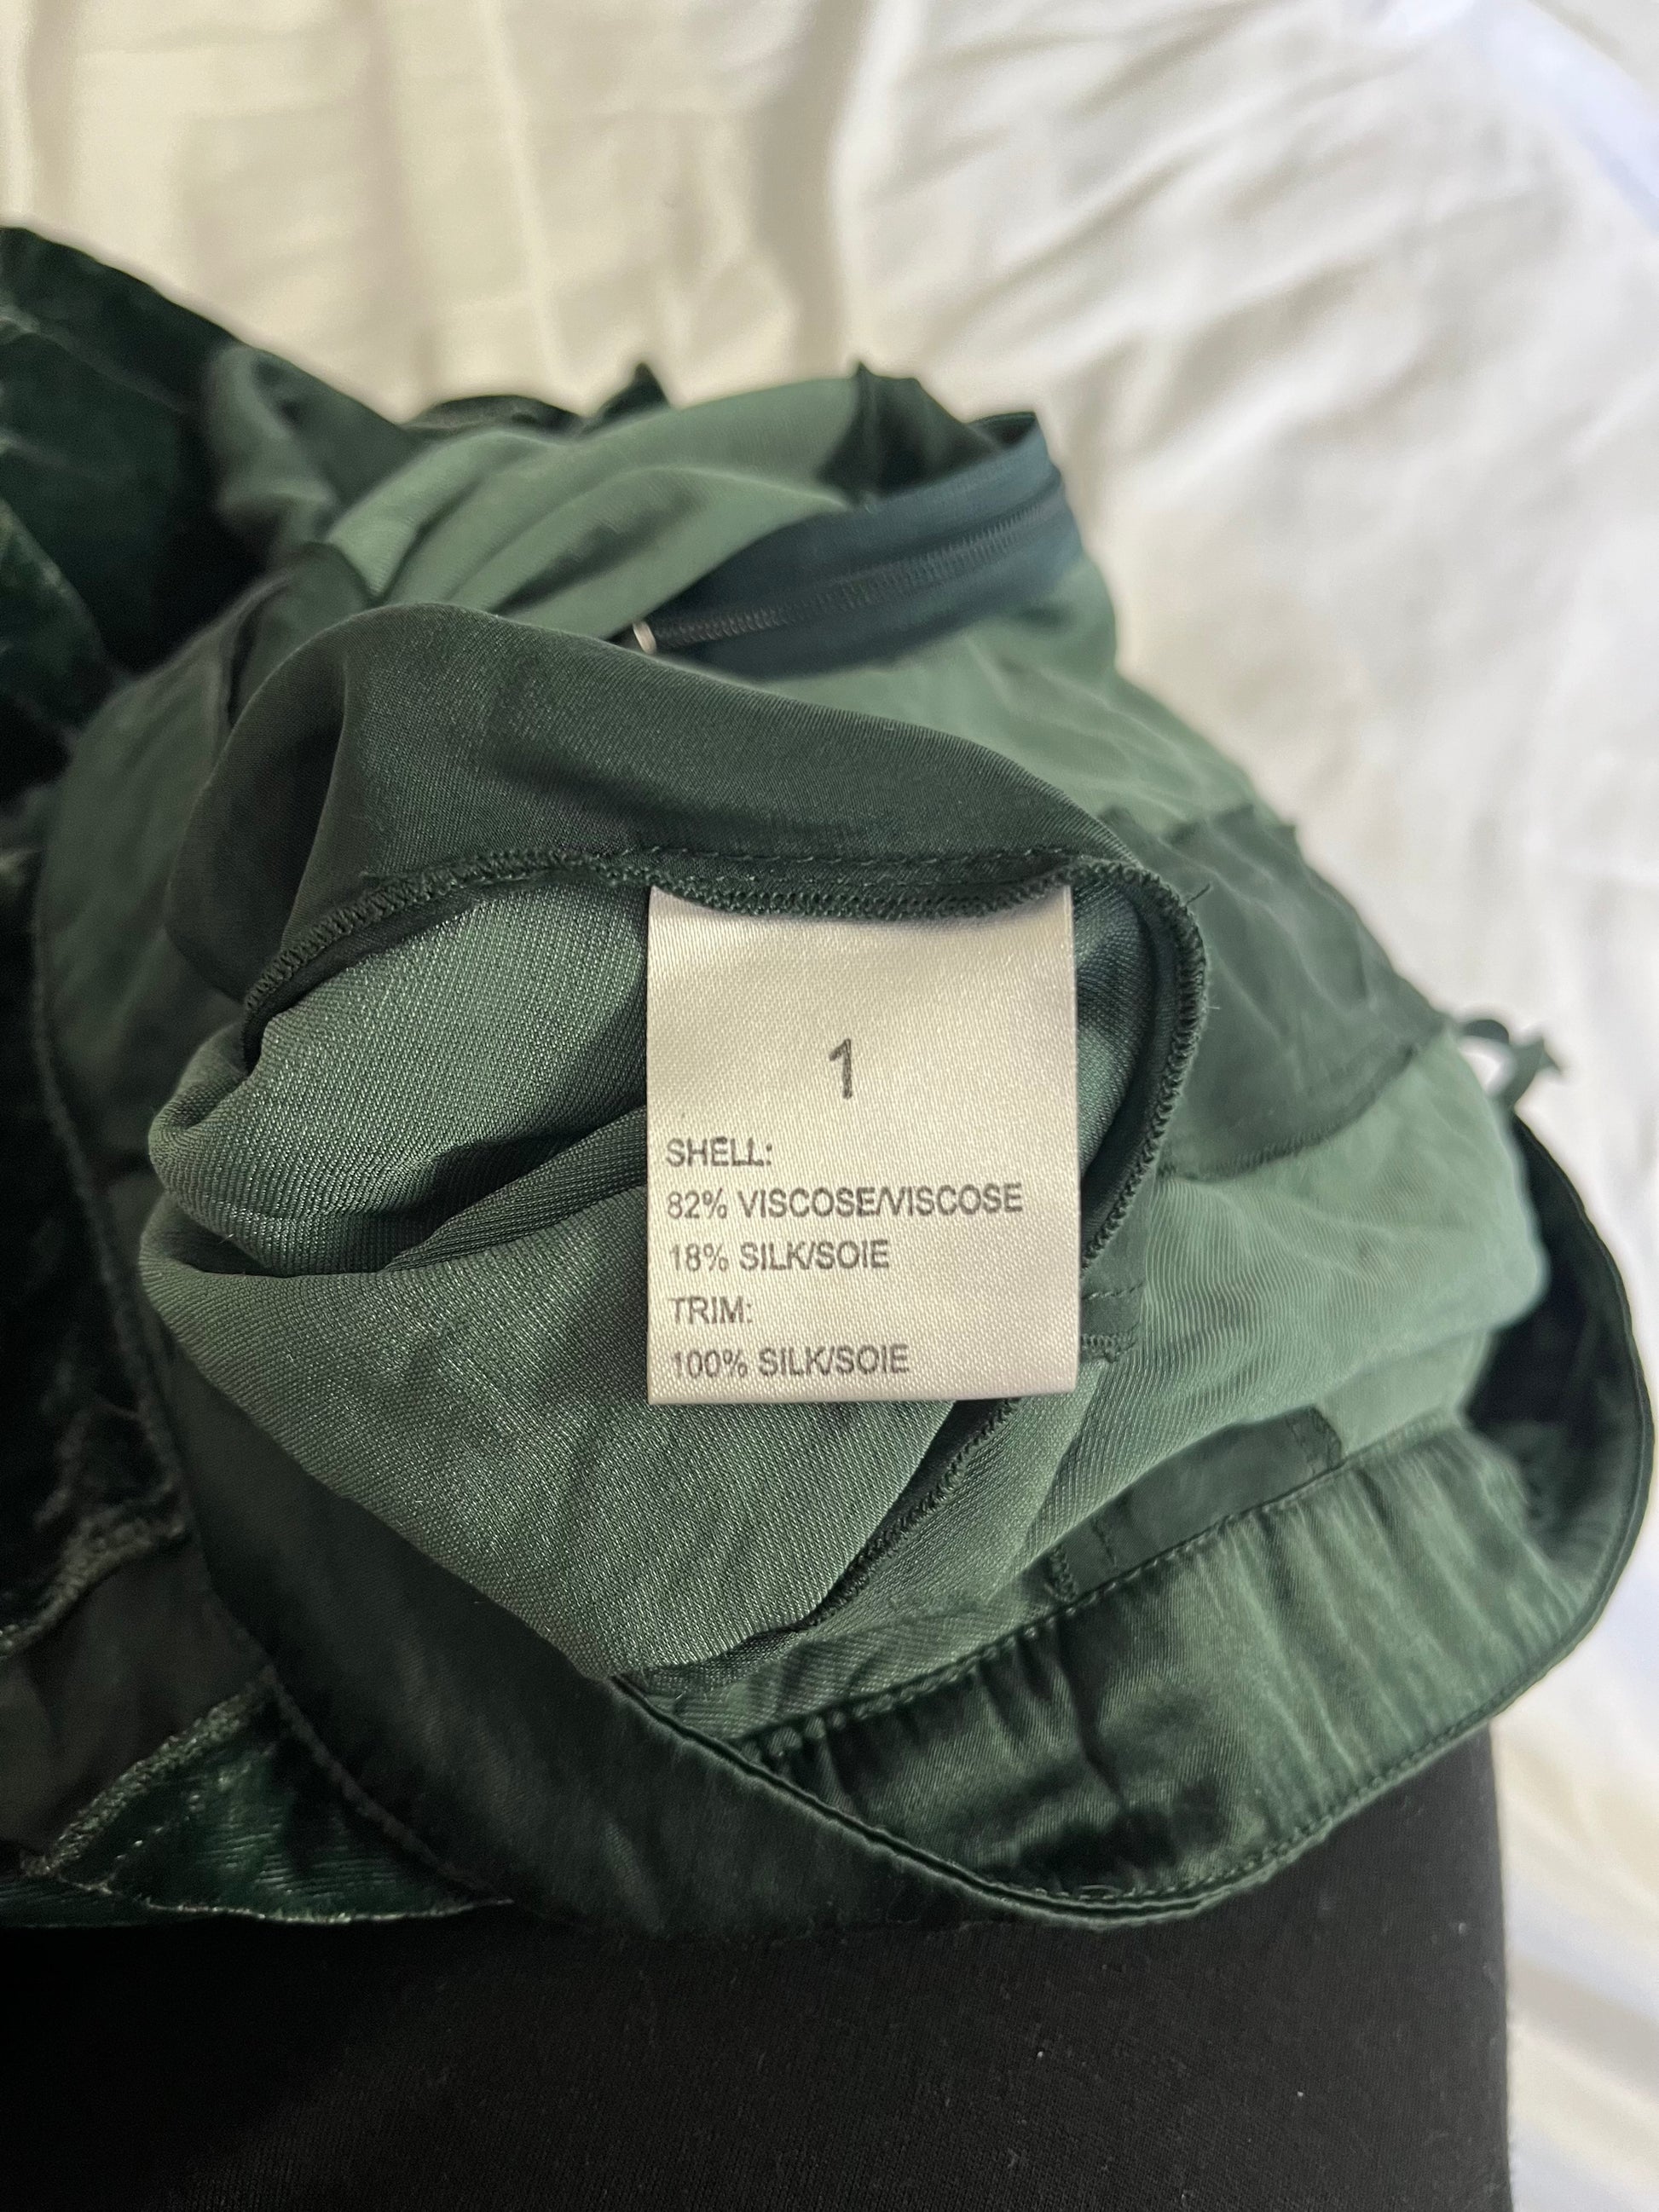 1
SHELL:
82% VISCOSE/VISCOSE
18% SILK/SOIE
TRIM:
100% SILK/SOIE